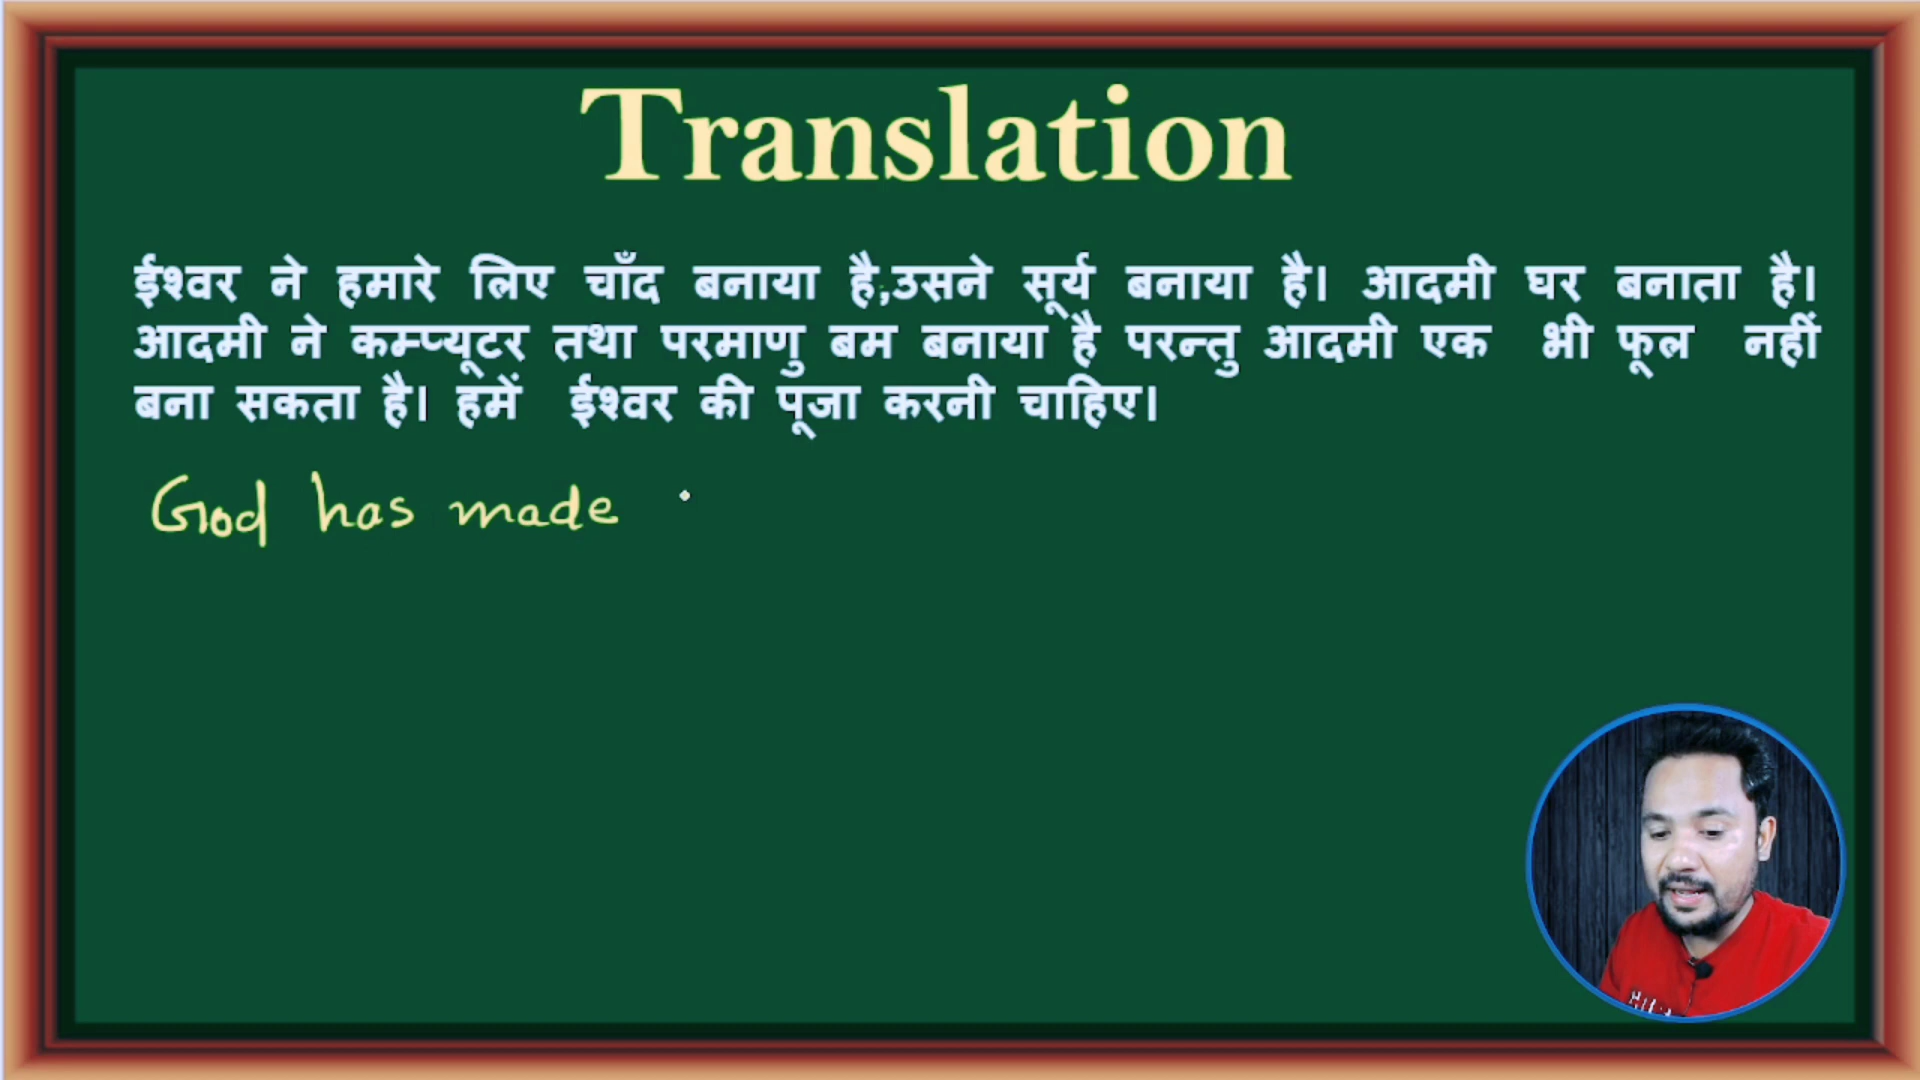 Translation
ईश्वर ने हमारे लिए चाँद बनाया है,उसने सूर्य बनाया है। आदमी घर बनाता है।
आदमी ने कम्प्यूटर तथा परमाणु बम बनाया है परन्तु आदमी एक भी फूल नहीं
बना सकता है। हमें ईश्वर की पूजा करनी चाहिए।
God has made